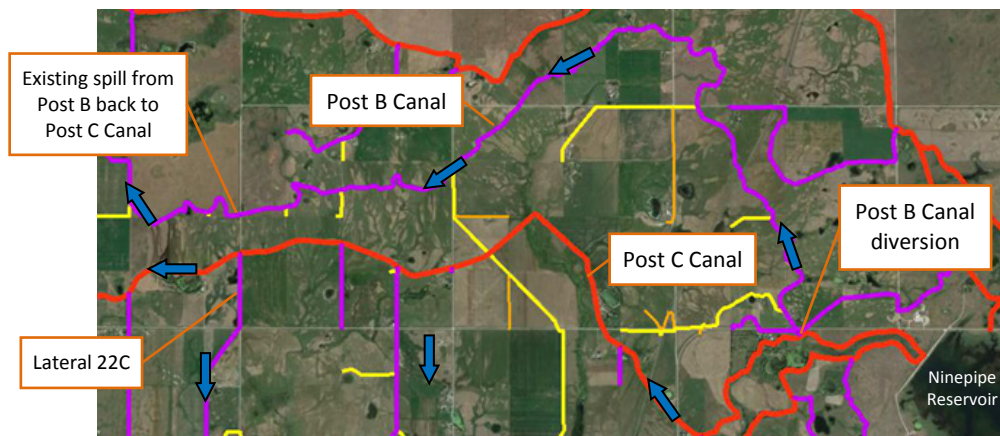 Existing spill from
Post B back to
Post C Canal
Post B Canal
Post B Canal
diversion
Post C Canal
Lateral 22C
Ninepipe
Reservoir